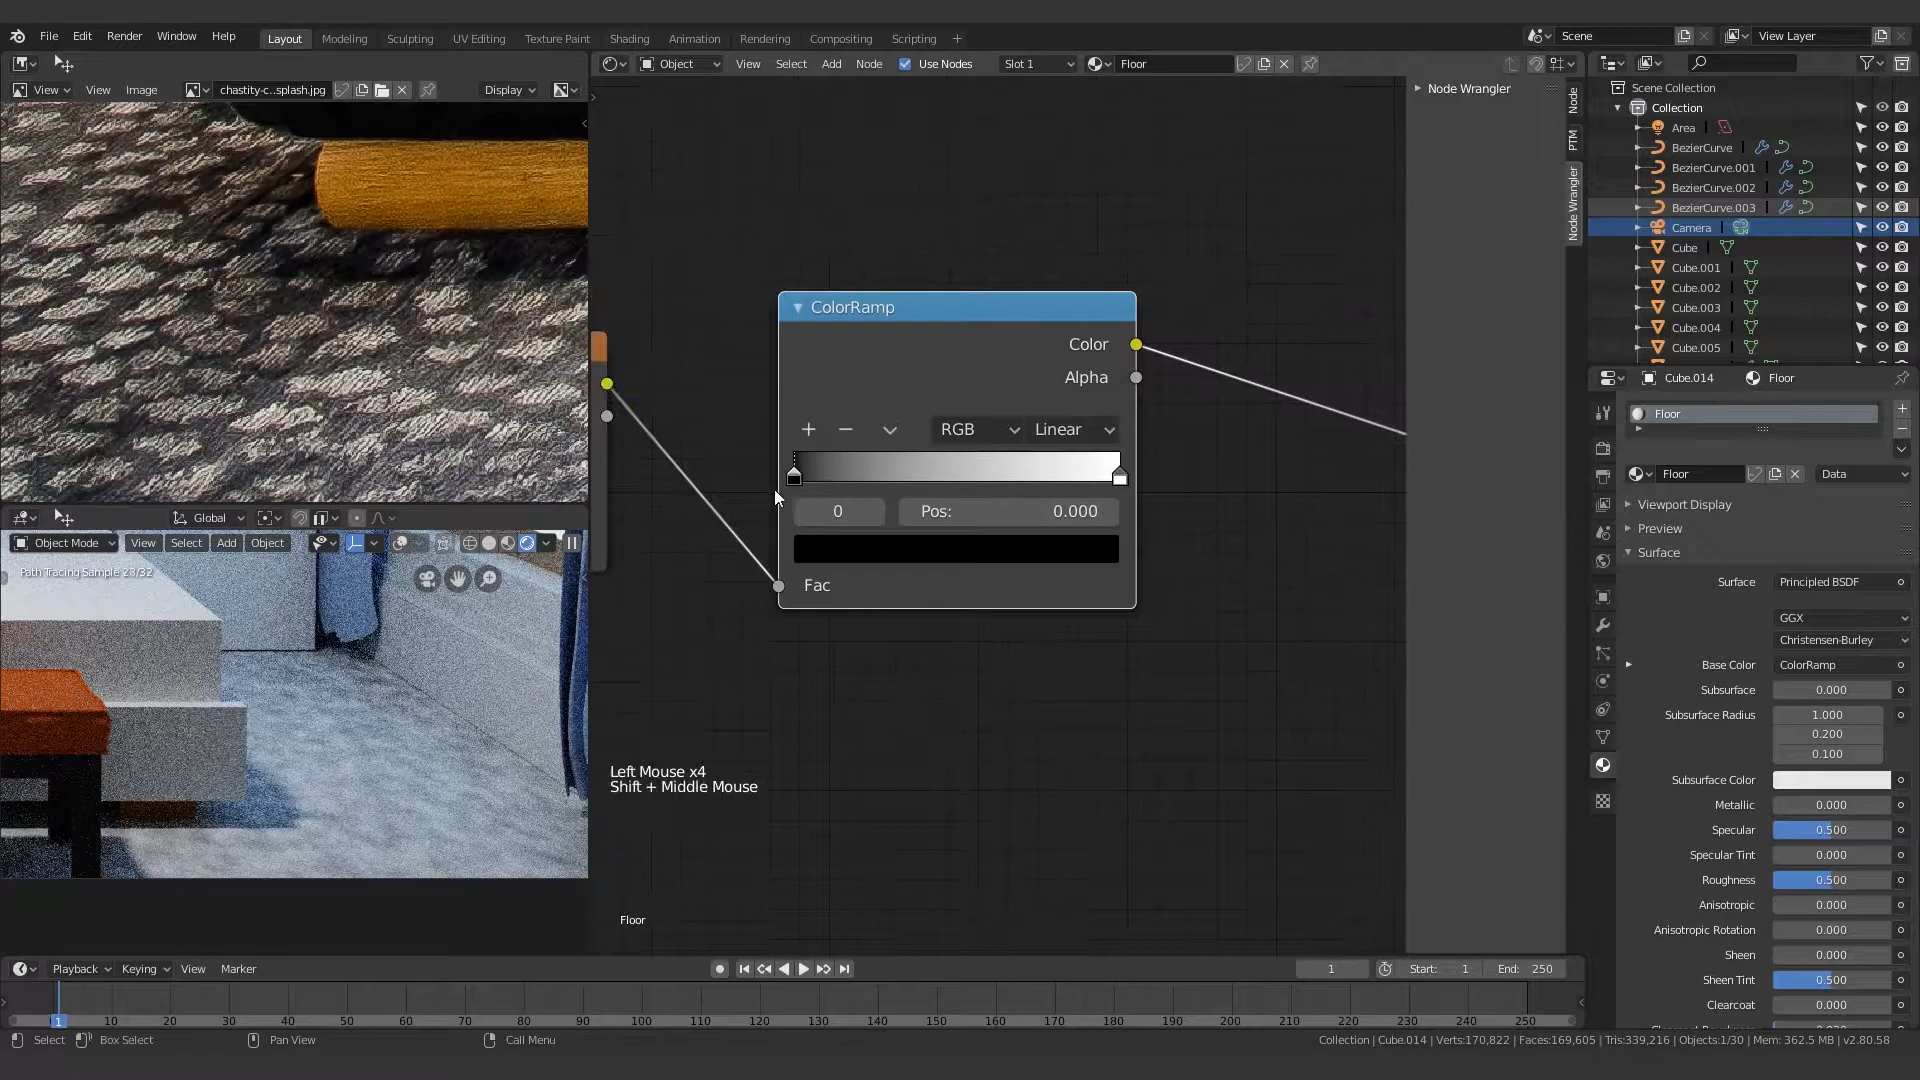 File Edit Render Window Help
Layout Modeling Sculpting UV Editing Texture Paint Shading Animation Rendering Compositing Scripting +
Scene
View Layer
View View Image chastity-c..splash.jpg Display
Object View Select Add Node Use Nodes Slot 1 Floor
Node Wrangler
Node
PTM
Node Wrangler
Scene Collection
Collection
Area
BezierCurve
BezierCurve.001
BezierCurve.002
BezierCurve.003
Camera
Cube
Cube.001
Cube.002
Cube.003
Cube.004
Cube.005
ColorRamp
Color
Alpha
RGB Linear
0 Pos: 0.000
Fac
Global
Object Mode View Select Add Object
Path Tracing Sample 23/32
Left Mouse x4
Shift + Middle Mouse
Floor
Cube.014 Floor
Floor
Floor Data
Viewport Display
Preview
Surface
Surface Principled BSDF
GGX
Christensen-Burley
Base Color ColorRamp
Subsurface 0.000
Subsurface Radius 1.000
0.200
0.100
Subsurface Color
Metallic 0.000
Specular 0.500
Specular Tint 0.000
Roughness 0.500
Anisotropic 0.000
Anisotropic Rotation 0.000
Sheen 0.000
Sheen Tint 0.500
Clearcoat 0.000
Playback Keying View Marker
1 Start: 1 End: 250
1 10 20 30 40 50 60 70 80 90 100 110 120 130 140 150 160 170 180 190 200 210 220 230 240 250
Select Box Select Pan View Call Menu
Collection | Cube.014 | Verts:170,822 | Faces:169,605 | Tris:339,216 | Objects:1/30 | Mem: 362.5 MB | v2.80.58